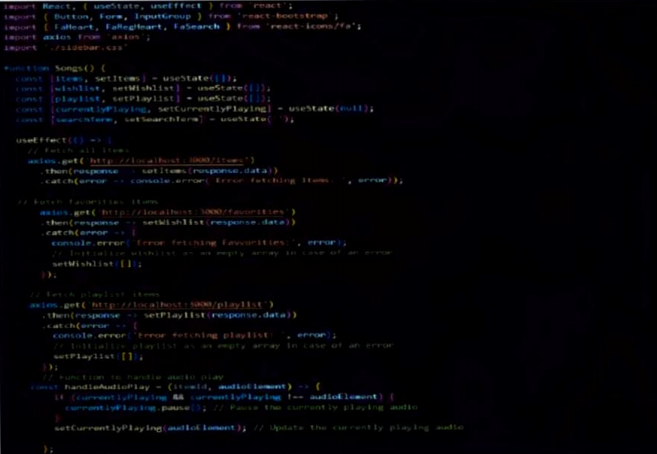 import React, { useState, useEffect } from 'react';
import { Button, Form, InputGroup } from 'react-bootstrap';
import { FaHeart, FaRegHeart, FaSearch } from 'react-icons/fa';
import axios from 'axios';
import './sidebar.css'
function Songs() {
const [items, setItems] = useState([]);
const [wishlist, setWishlist] = useState([]);
const [playlist, setPlaylist] = useState([]);
const [currentlyPlaying, setCurrentlyPlaying] = useState(null);
const [searchTerm, setSearchTerm] = useState('');
useEffect(() => {
// Fetch all items
axios.get('http://localhost:3000/items')
.then(response => setItems(response.data))
.catch(error => console.error('Error fetching items: ', error));
// Fetch favorities items
axios.get('http://localhost:3000/favorities')
.then(response => setWishlist(response.data))
.catch(error => {
console.error('Error fetching Favvorities:', error);
// Initialize wishlist as an empty array in case of an error
setWishlist([]);
});
// Fetch playlist items
axios.get('http://localhost:3000/playlist')
.then(response => setPlaylist(response.data))
.catch(error => {
console.error('Error fetching playlist: ', error);
// Initialize playlist as an empty array in case of an error
setPlaylist([]);
});
// Function to handle audio play
const handleAudioPlay = (itemId, audioElement) => {
if (currentlyPlaying && currentlyPlaying !== audioElement) {
currentlyPlaying.pause(); // Pause the currently playing audio
}
setCurrentlyPlaying(audioElement); // Update the currently playing audio
};